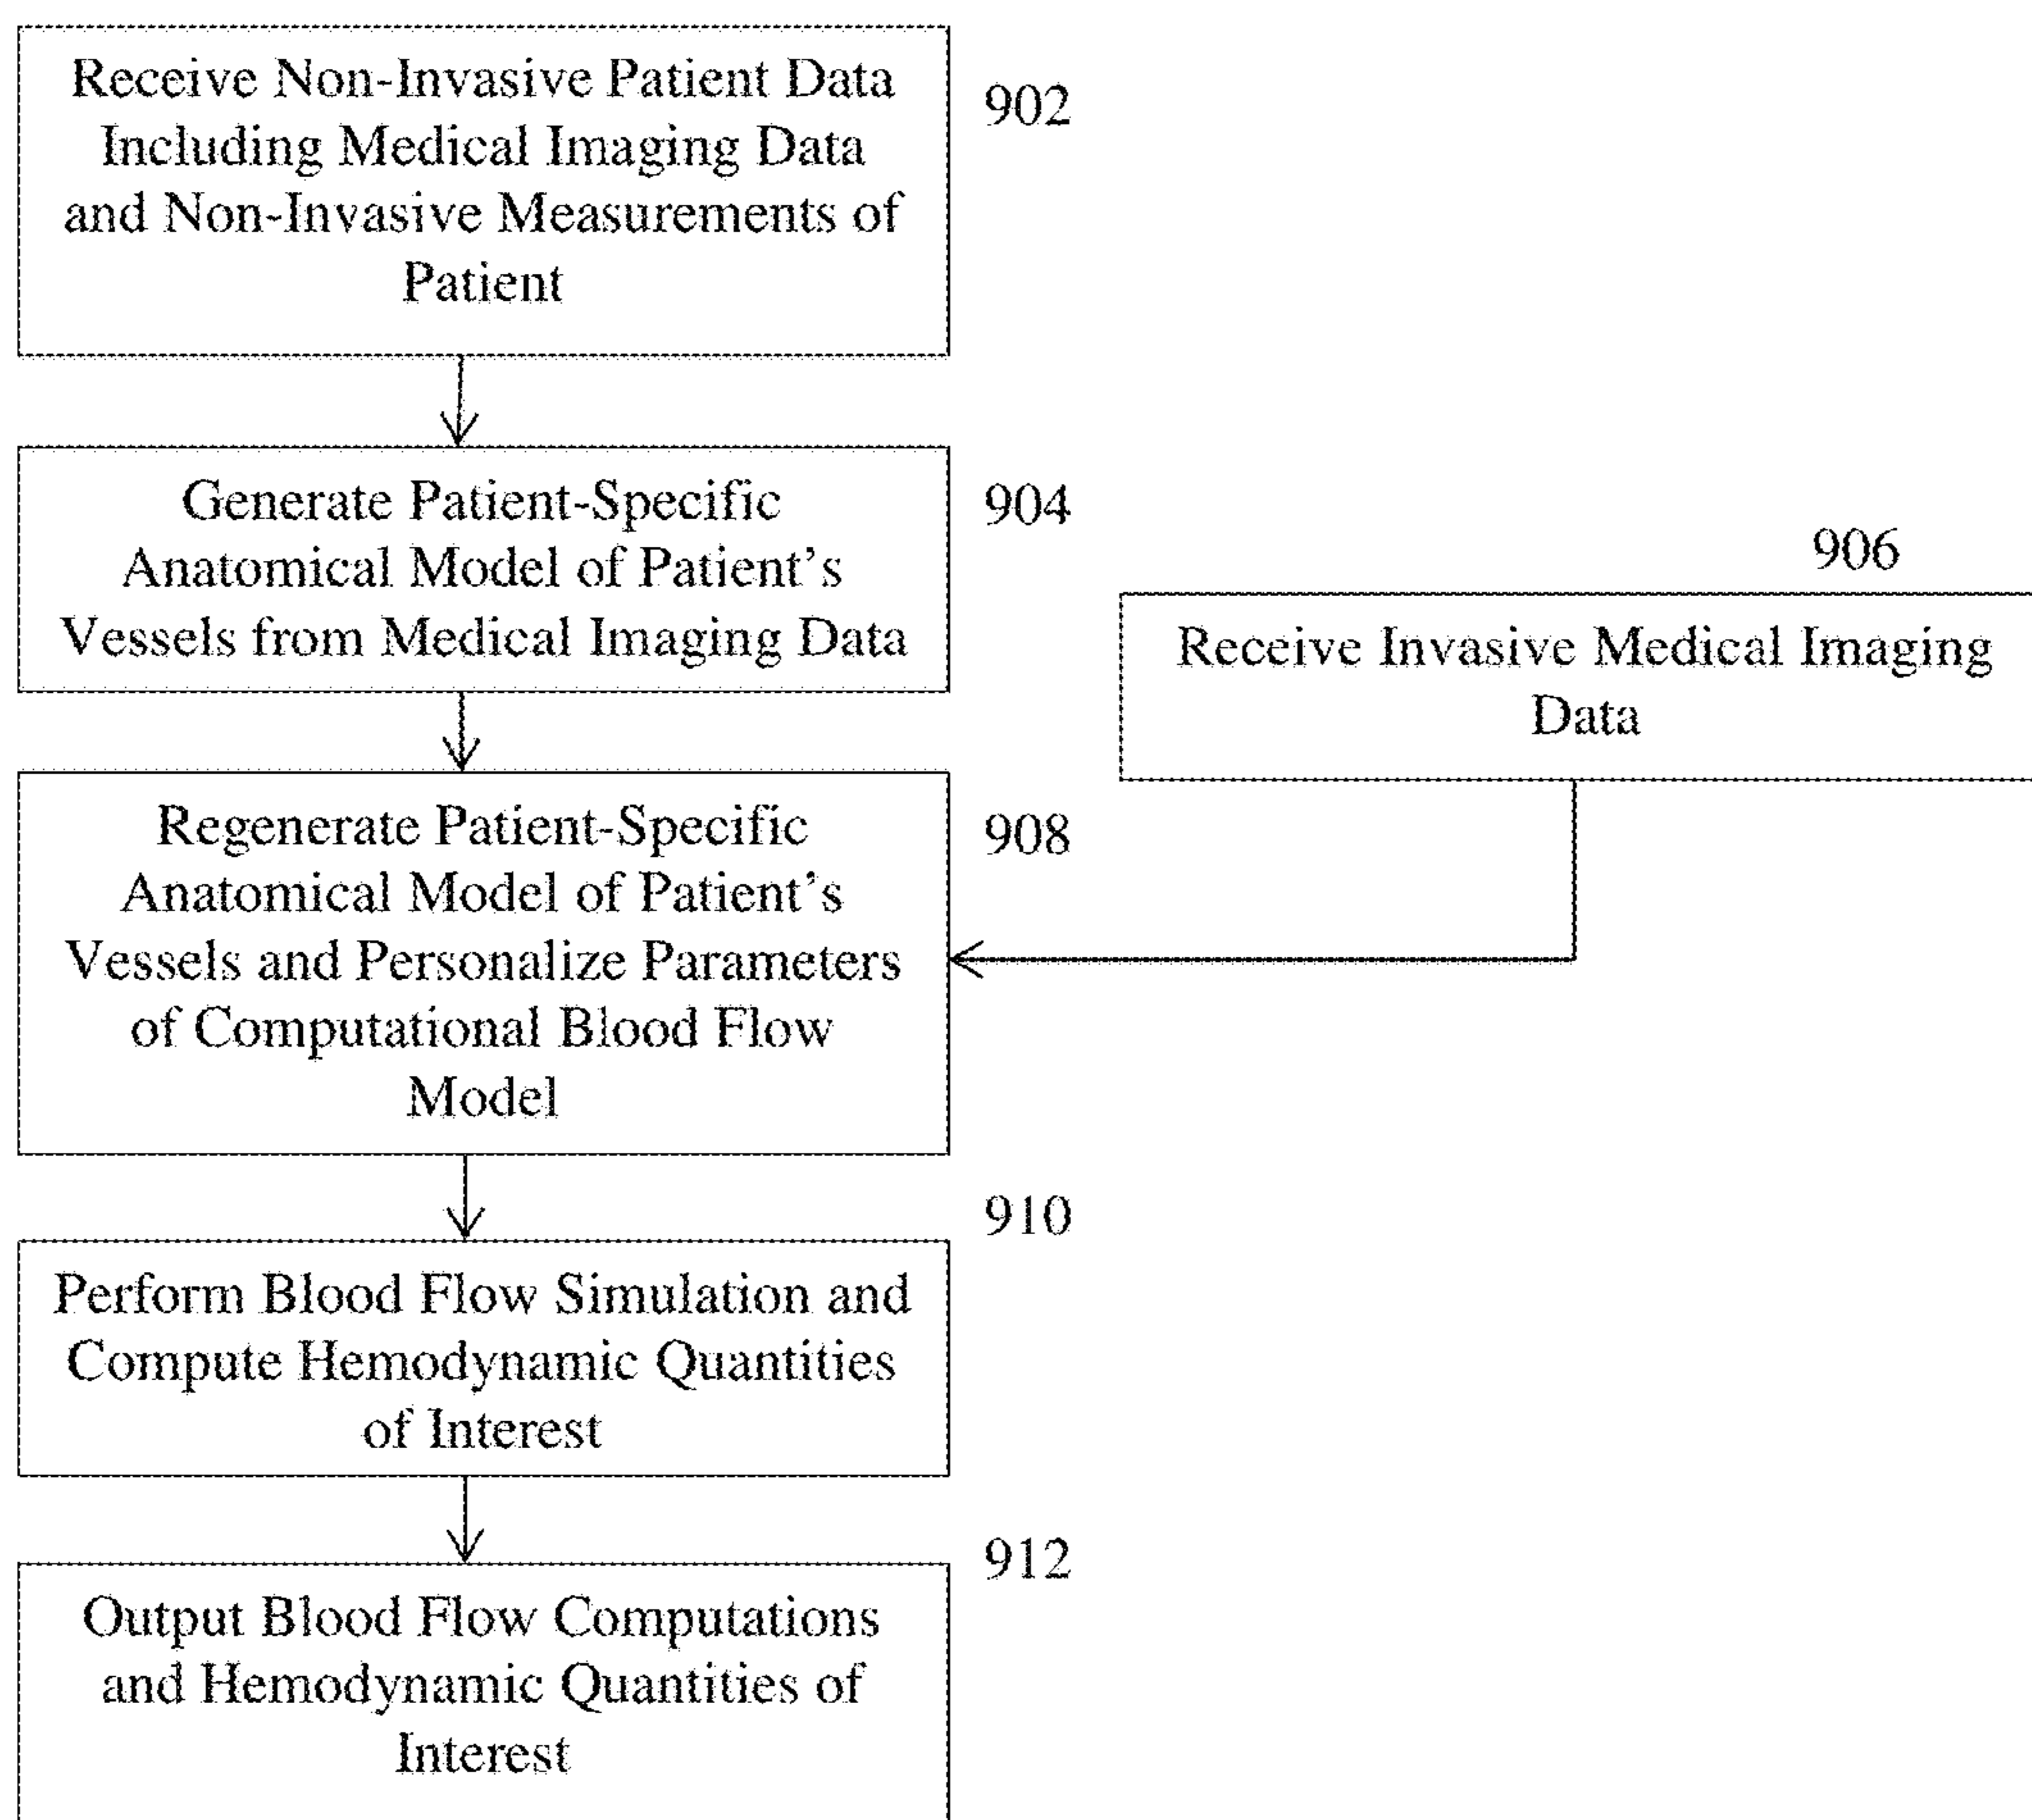 Receive Non-Invasive Patient Data
Including Medical Imaging Data
and Non-Invasive Measurements of
Patient
902
Generate Patient-Specific
Anatomical Model of Patient’s
Vessels from Medical Imaging Data
904
906
Receive Invasive Medical Imaging
Data
Regenerate Patient-Specific
Anatomical Model of Patient’s
Vessels and Personalize Parameters
of Computational Blood Flow
Model
908
910
Perform Blood Flow Simulation and
Compute Hemodynamic Quantities
of Interest
912
Output Blood Flow Computations
and Hemodynamic Quantities of
Interest